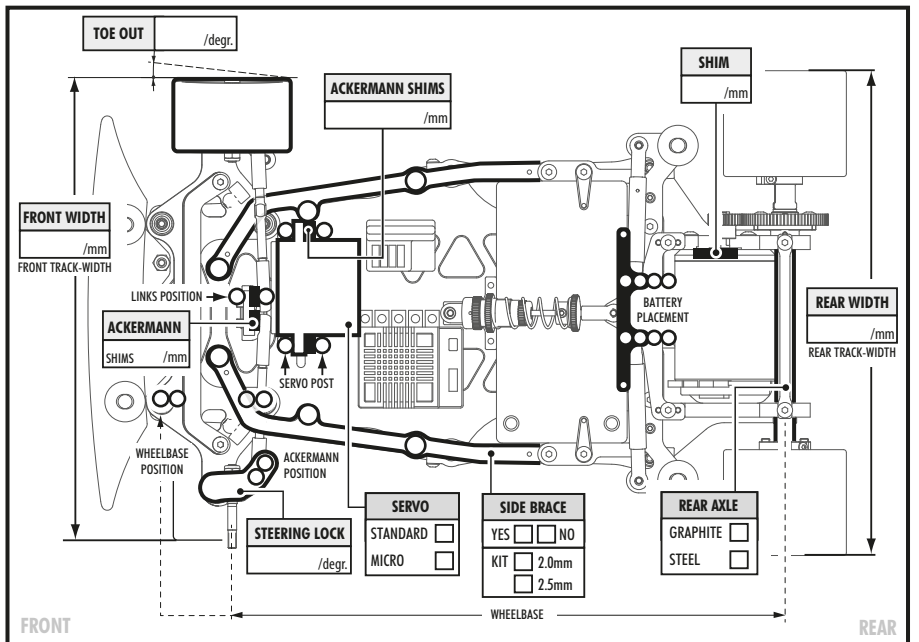 TOE OUT
/degr.
SHIM
/mm
ACKERMANN SHIMS
/mm
FRONT WIDTH
/mm
FRONT TRACK-WIDTH
LINKS POSITION
ACKERMANN
SHIMS /mm
SERVO POST
BATTERY
PLACEMENT
REAR WIDTH
/mm
REAR TRACK-WIDTH
WHEELBASE
POSITION
ACKERMANN
POSITION
STEERING LOCK
/degr.
SERVO
STANDARD
MICRO
SIDE BRACE
YES NO
KIT 2.0mm
2.5mm
REAR AXLE
GRAPHITE
STEEL
WHEELBASE
FRONT
REAR